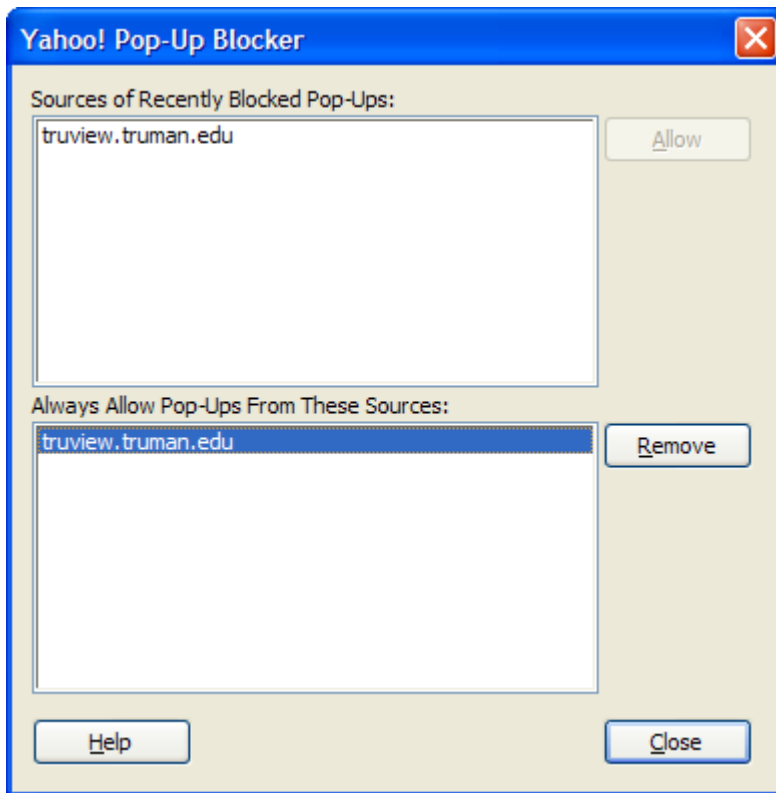 Yahoo! Pop-Up Blocker
Sources of Recently Blocked Pop-Ups:
truview.truman.edu
Allow
Always Allow Pop-Ups From These Sources:
truview.truman.edu
Remove
Help
Close